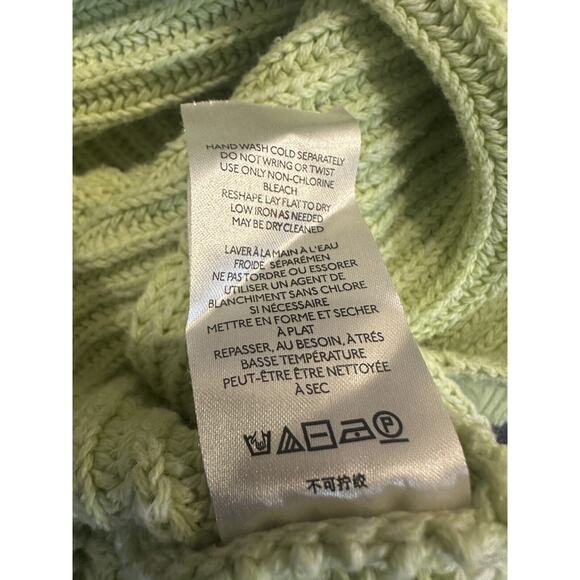 HAND WASH COLD SEPARATELY
DO NOT WRING OR TWIST
USE ONLY NON-CHLORINE
BLEACH
RESHAPE LAY FLAT TO DRY
LOW IRON AS NEEDED
MAY BE DRY CLEANED
LAVER À LA MAIN À L'EAU
FROIDE SÉPARÉMEN
NE PAS TORDRE OU ESSORER
UTILISER UN AGENT DE
BLANCHIMENT SANS CHLORE
SI NÉCESSAIRE
METTRE EN FORME ET SECHER
À PLAT
REPASSER, AU BESOIN, À TRÉS
BASSE TEMPÉRATURE
PEUT-ÊTRE ÊTRE NETTOYÉE
À SEC
P
不可拧绞